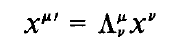 x^{μ′} = Λ^μ_ν x^ν